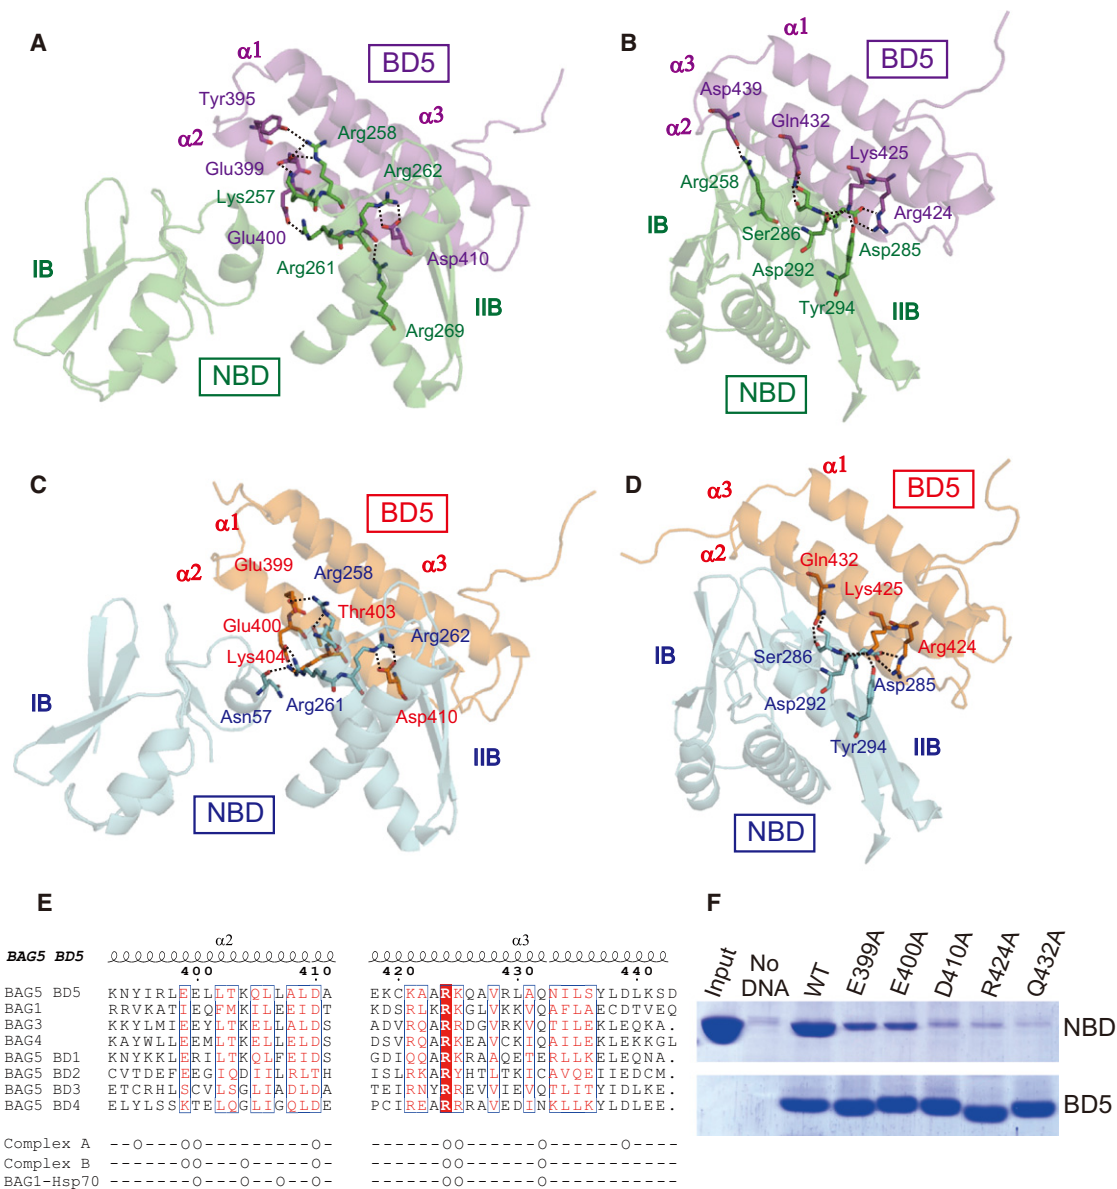 A
α1
BD5
Tyr395
α3
α2
Arg258
Glu399
Arg262
Lys257
Glu400
Asp410
Arg261
IB
IIB
Arg269
NBD
B
α1
BD5
α3
Asp439
α2
Gln432
Lys425
Arg258
Arg424
IB
Ser286
Asp285
Asp292
Tyr294
IIB
NBD
C
α1
BD5
α2
Glu399
Arg258
α3
Thr403
Glu400
Arg262
Lys404
IB
Asn57
Arg261
Asp410
IIB
NBD
D
α1
BD5
α3
α2
Gln432
Lys425
IB
Ser286
Arg424
Asp285
Asp292
Tyr294
IIB
NBD
E
α2 α3
BAG5 BD5
400 410 420 430 440
BAG5 BD5 KNYIRLEELLTKQLLALDA EKCKAARKQAVRLAQNILSYLDLKSD
BAG1 RRVKATIEQFMKILEEIDT KDSRLKRKGLVKKVQAFLAECDTVEQ
BAG3 KKYLMIEEYLTKELLALDS ADVRQARRDGVRKVQTILEKLEQKA.
BAG4 KAYWLLEEMLTKELLELDS DSVRQARKEAVCKIQAILEKLEKKGL
BAG5 BD1 KNYKKLERILTKQLFEIDS GDIQQARKRAAQETERLLKELEQNA.
BAG5 BD2 CVTDEFEEGIQDIILRLTH ISLRYARKYHTLTKICAVQEIIEDCM.
BAG5 BD3 ETCRHLSCVLSGLIADLDA TEIRNYRREVVIEVQTLITYIDLKE.
BAG5 BD4 ELYLSSKTELQGLIGQLDE PCIREARRRAVEDINKLLKYLDLEE.
Complex A --O---OO---------O- ------OO------O------O----
Complex B ------OO---O-----O- ------OO------O-----------
BAG1-Hsp70 -------O---O--O--O- ------OO------O-----------
F
Input
No DNA
WT
E399A
E400A
D410A
R424A
Q432A
NBD
BD5